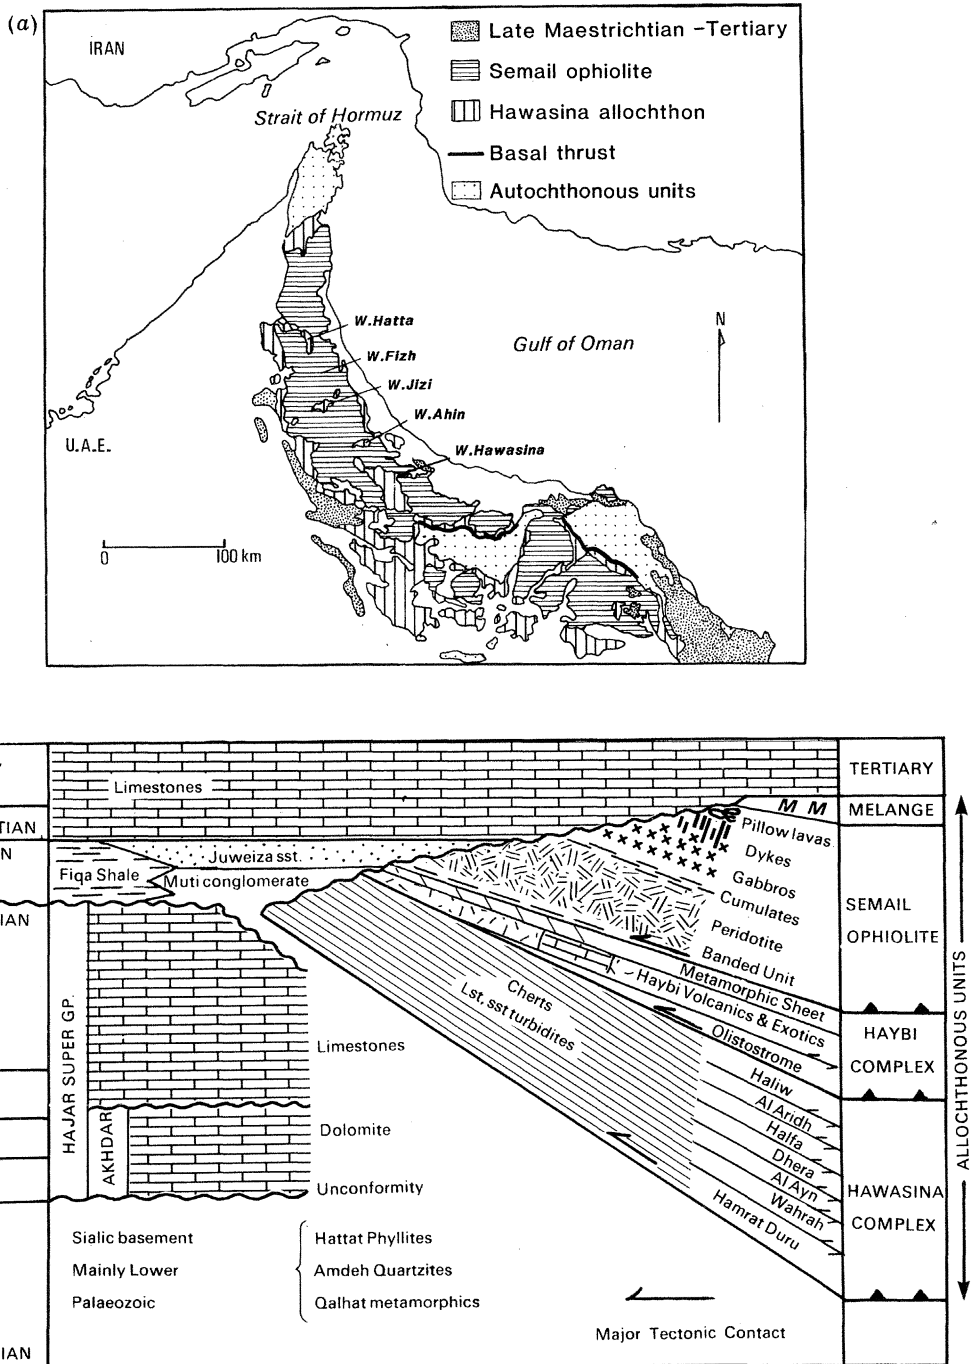 (a)
IRAN
Late Maestrichtian -Tertiary
Semail ophiolite
Hawasina allochthon
Basal thrust
Autochthonous units
Strait of Hormuz
W.Hatta
W.Fizh
W.Jizi
W.Ahin
W.Hawasina
Gulf of Oman
N
U.A.E.
0
100 km
Limestones
TERTIARY
M M
MELANGE
TIAN
N
Fiqa Shale
Juweiza sst.
Muti conglomerate
IAN
Pillow lavas
Dykes
Gabbros
Cumulates
Peridotite
Banded Unit
Metamorphic Sheet
Haybi Volcanics & Exotics
Olistostrome
SEMAIL
OPHIOLITE
HAYBI
COMPLEX
ALLOCHTHONOUS UNITS
Cherts
Lst, sst turbidites
Haliw
Al Aridh
Halfa
Dhera
Al Ayn
Wahrah
Hamrat Duru
HAWASINA
COMPLEX
HAJAR SUPER GP.
AKHDAR
Limestones
Dolomite
Unconformity
Sialic basement
Mainly Lower
Palaeozoic
Hattat Phyllites
Amdeh Quartzites
Qalhat metamorphics
Major Tectonic Contact
IAN